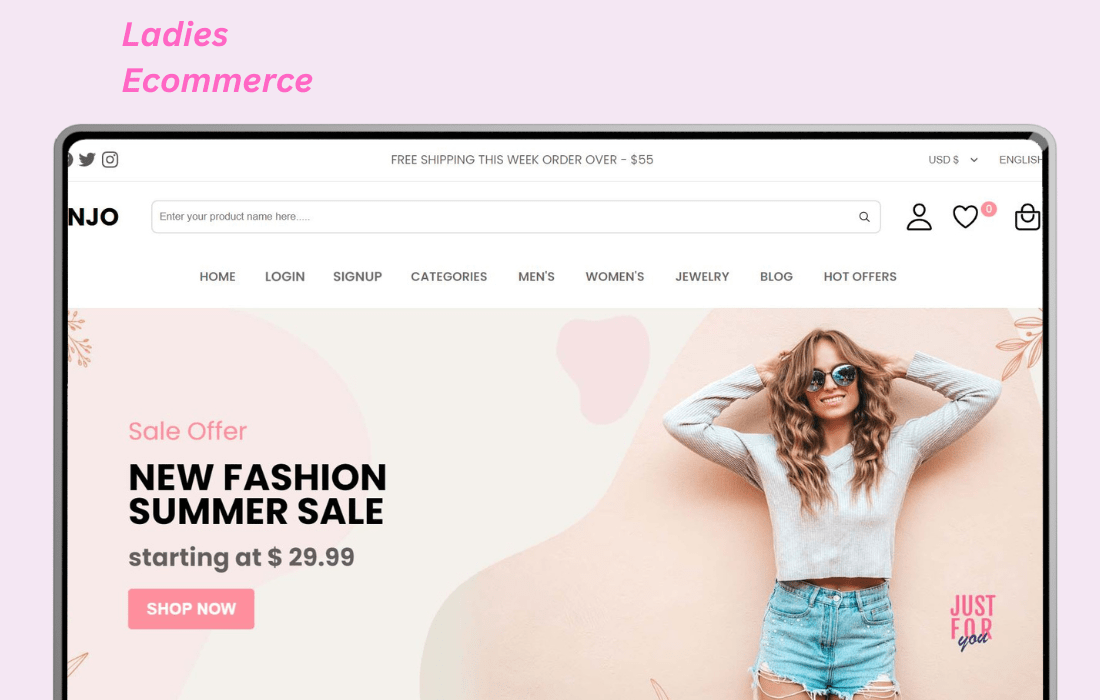 Ladies
Ecommerce
FREE SHIPPING THIS WEEK ORDER OVER - $55
USD $
ENGLISH
NJO
Enter your product name here.....
0
HOME LOGIN SIGNUP CATEGORIES MEN'S WOMEN'S JEWELRY BLOG HOT OFFERS
Sale Offer
NEW FASHION
SUMMER SALE
starting at $ 29.99
SHOP NOW
JUST
FOR
you